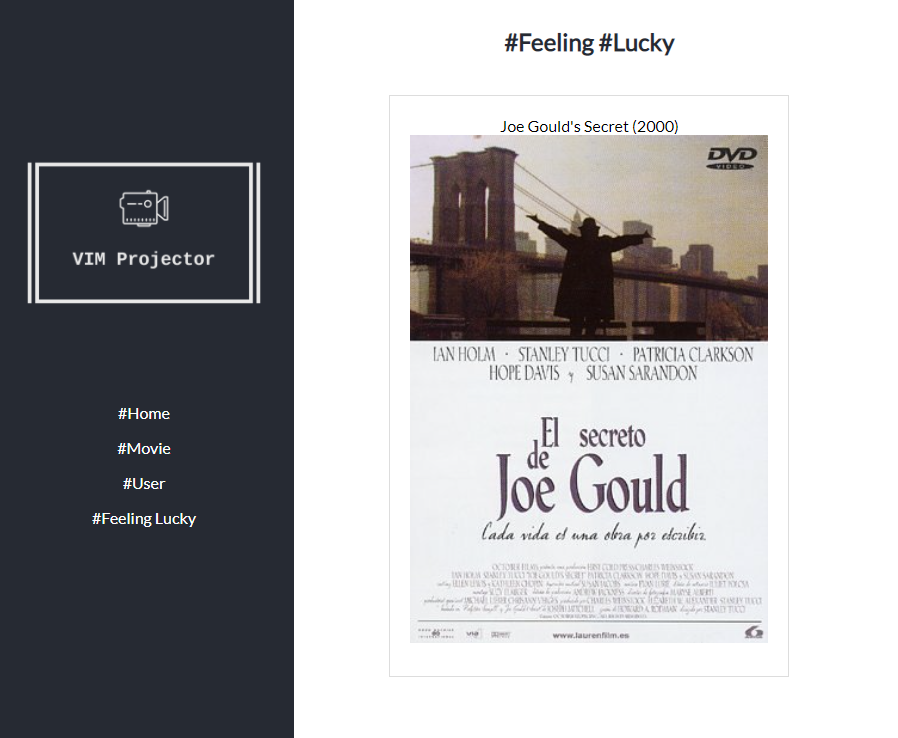 #Feeling #Lucky
VIM Projector
#Home
#Movie
#User
#Feeling Lucky
Joe Gould's Secret (2000)
DVD
VIDEO
IAN HOLM · STANLEY TUCCI · PATRICIA CLARKSON
HOPE DAVIS y SUSAN SARANDON
El secreto
de
Joe Gould
Cada vida es una obra por escribir
www.laurenfilm.es